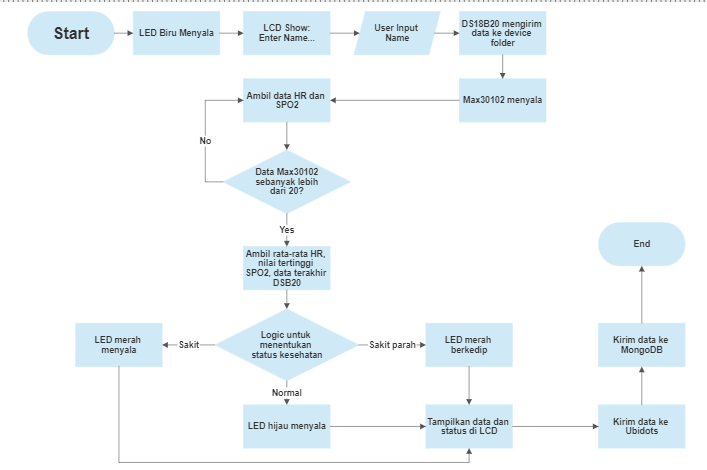 Start
LED Biru Menyala
LCD Show:
Enter Name...
User Input
Name
DS18B20 mengirim
data ke device
folder
Max30102 menyala
Ambil data HR dan
SPO2
No
Data Max30102
sebanyak lebih
dari 20?
Yes
Ambil rata-rata HR,
nilai tertinggi
SPO2, data terakhir
DSB20
End
Logic untuk
menentukan
status kesehatan
Sakit
LED merah
menyala
Sakit parah
LED merah
berkedip
Kirim data ke
MongoDB
Normal
LED hijau menyala
Tampilkan data dan
status di LCD
Kirim data ke
Ubidots